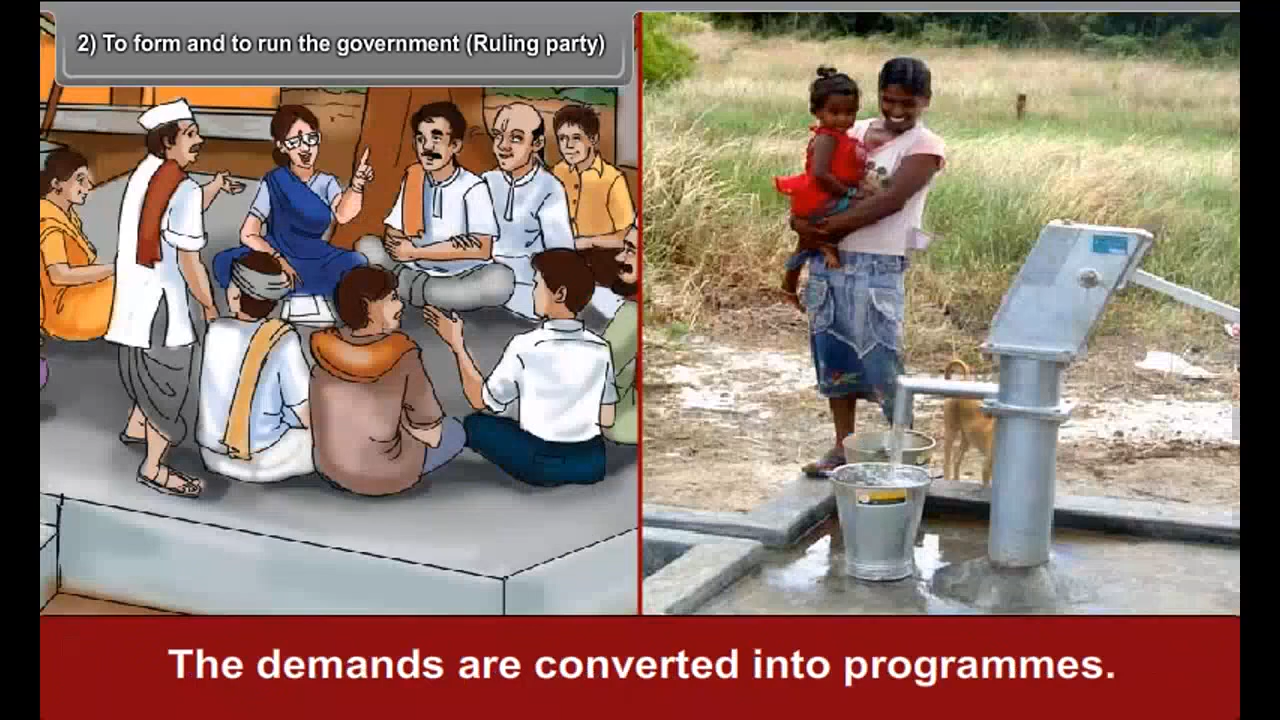 2) To form and to run the government (Ruling party)
The demands are converted into programmes.